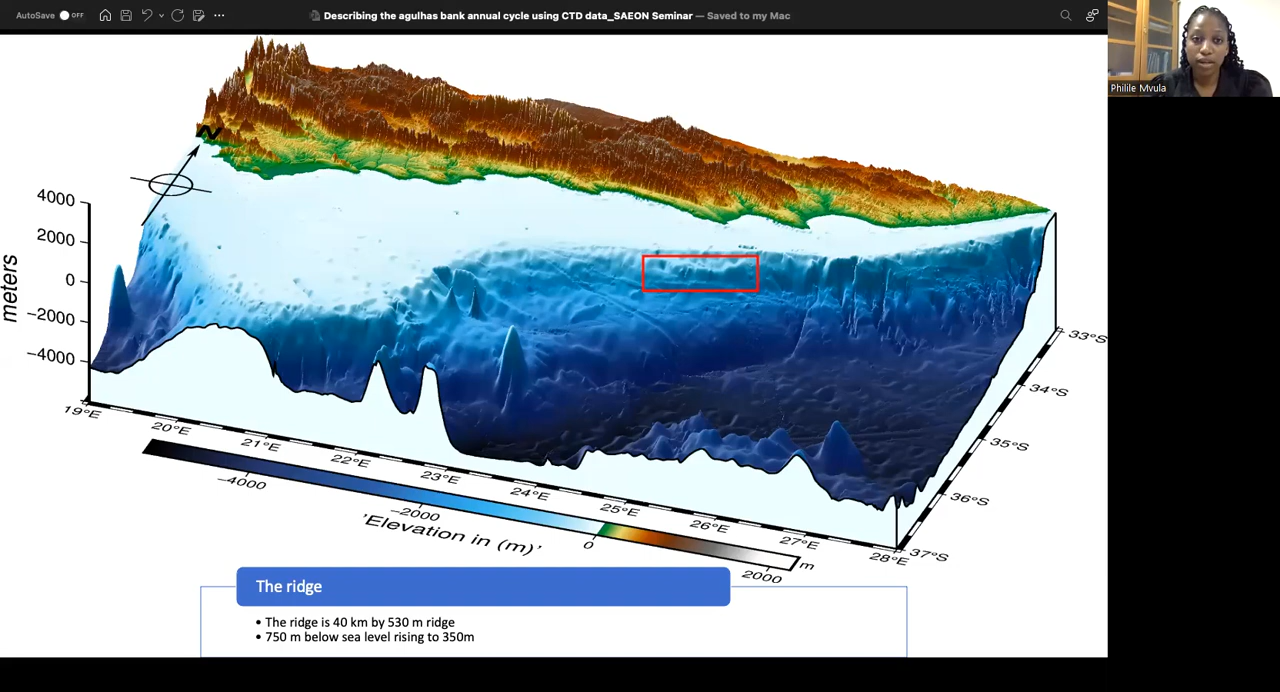 AutoSave OFF
Describing the agulhas bank annual cycle using CTD data_SAEON Seminar — Saved to my Mac
Philile Mvula
N
4000
2000
0
−2000
−4000
meters
19°E
20°E
21°E
22°E
23°E
24°E
25°E
26°E
27°E
28°E
33°S
34°S
35°S
36°S
37°S
−4000
−2000
0
2000
m
'Elevation in (m)'
The ridge
• The ridge is 40 km by 530 m ridge
• 750 m below sea level rising to 350m